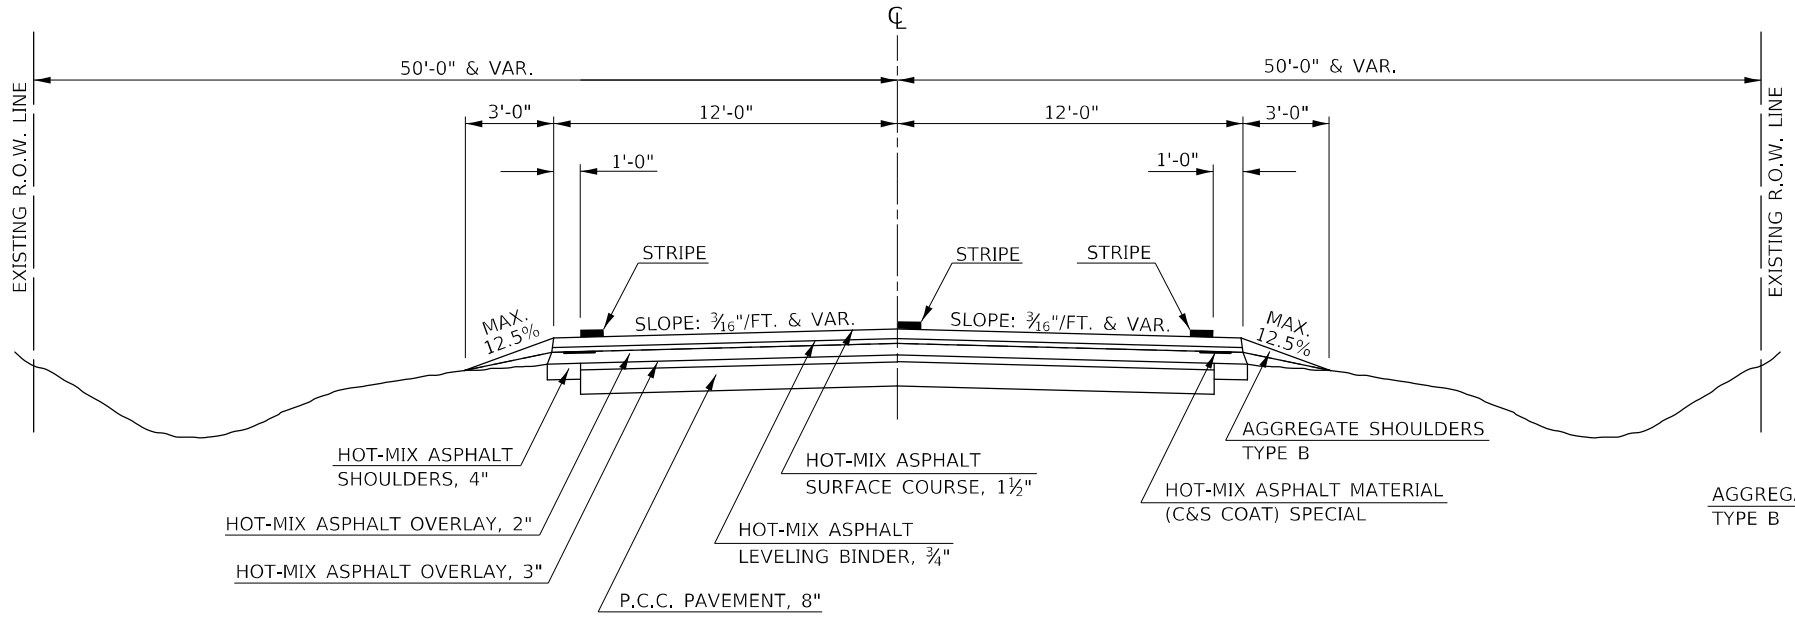 ℄
50'-0" & VAR.
50'-0" & VAR.
3'-0"
12'-0"
12'-0"
3'-0"
1'-0"
1'-0"
EXISTING R.O.W. LINE
EXISTING R.O.W. LINE
STRIPE
STRIPE
STRIPE
MAX.
12.5%
SLOPE: 3/16"/FT. & VAR.
SLOPE: 3/16"/FT. & VAR.
MAX.
12.5%
HOT-MIX ASPHALT
SHOULDERS, 4"
HOT-MIX ASPHALT OVERLAY, 2"
HOT-MIX ASPHALT OVERLAY, 3"
P.C.C. PAVEMENT, 8"
HOT-MIX ASPHALT
SURFACE COURSE, 1½"
HOT-MIX ASPHALT
LEVELING BINDER, ¾"
AGGREGATE SHOULDERS
TYPE B
HOT-MIX ASPHALT MATERIAL
(C&S COAT) SPECIAL
AGGREGA
TYPE B